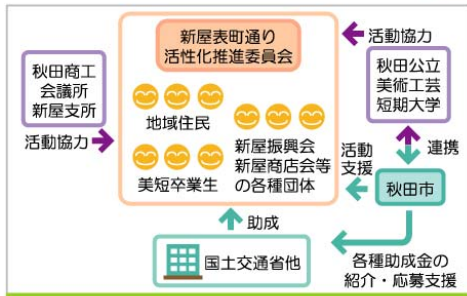 新屋表町通り
活性化推進委員会
秋田商工
会議所
新屋支所
活動協力
地域住民
美短卒業生
新屋振興会
新屋商店会等
の各種団体
活動協力
秋田公立
美術工芸
短期大学
連携
活動
支援
秋田市
助成
国土交通省他
各種助成金の
紹介・応募支援